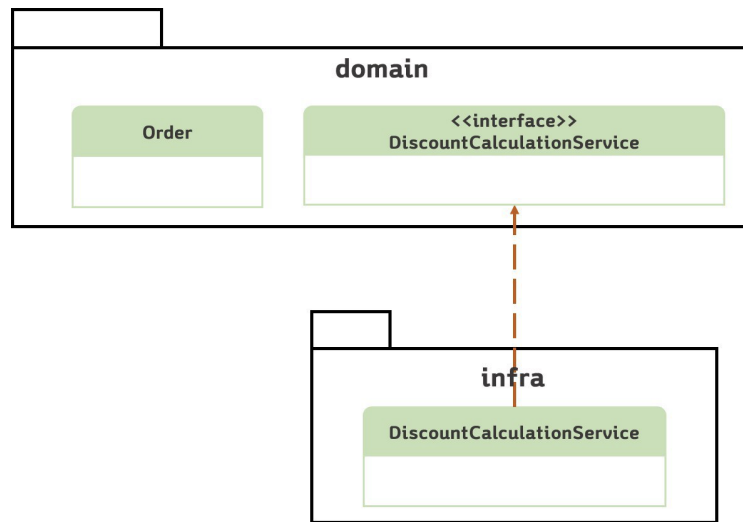 domain
Order
<<interface>>
DiscountCalculationService
infra
DiscountCalculationService